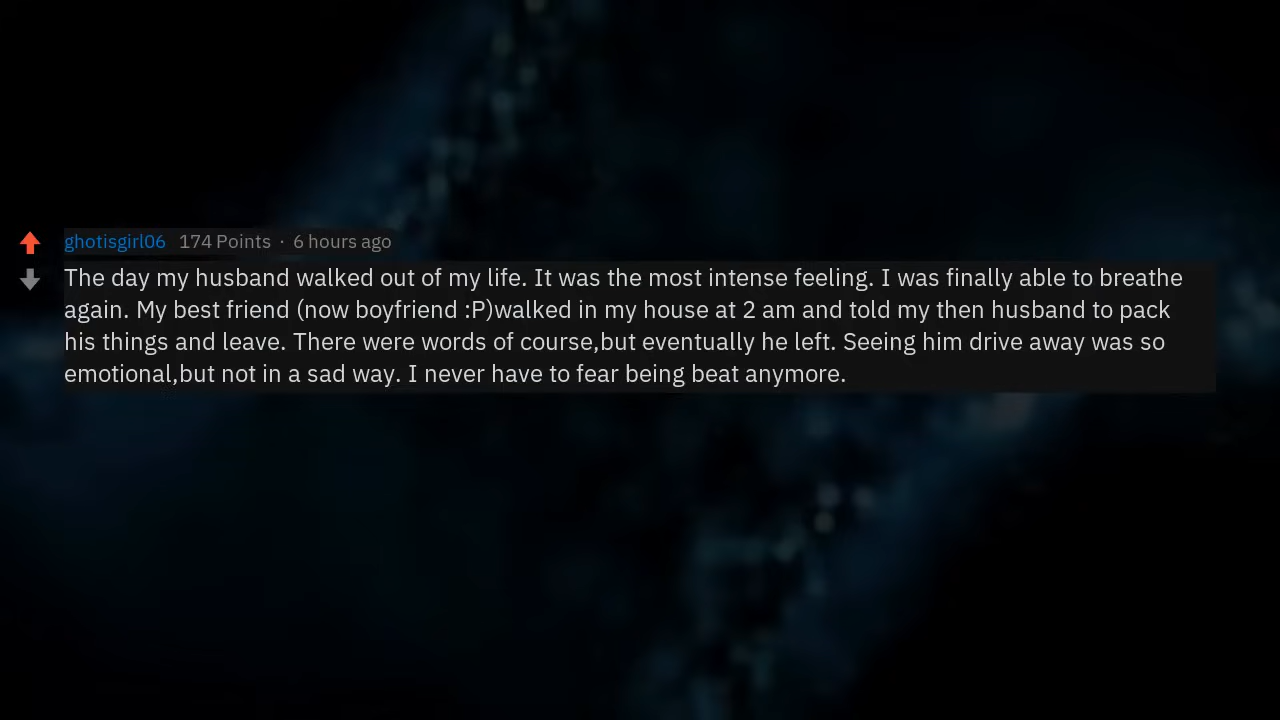 ghotisgirl06 174 Points · 6 hours ago
The day my husband walked out of my life. It was the most intense feeling. I was finally able to breathe
again. My best friend (now boyfriend :P)walked in my house at 2 am and told my then husband to pack
his things and leave. There were words of course,but eventually he left. Seeing him drive away was so
emotional,but not in a sad way. I never have to fear being beat anymore.